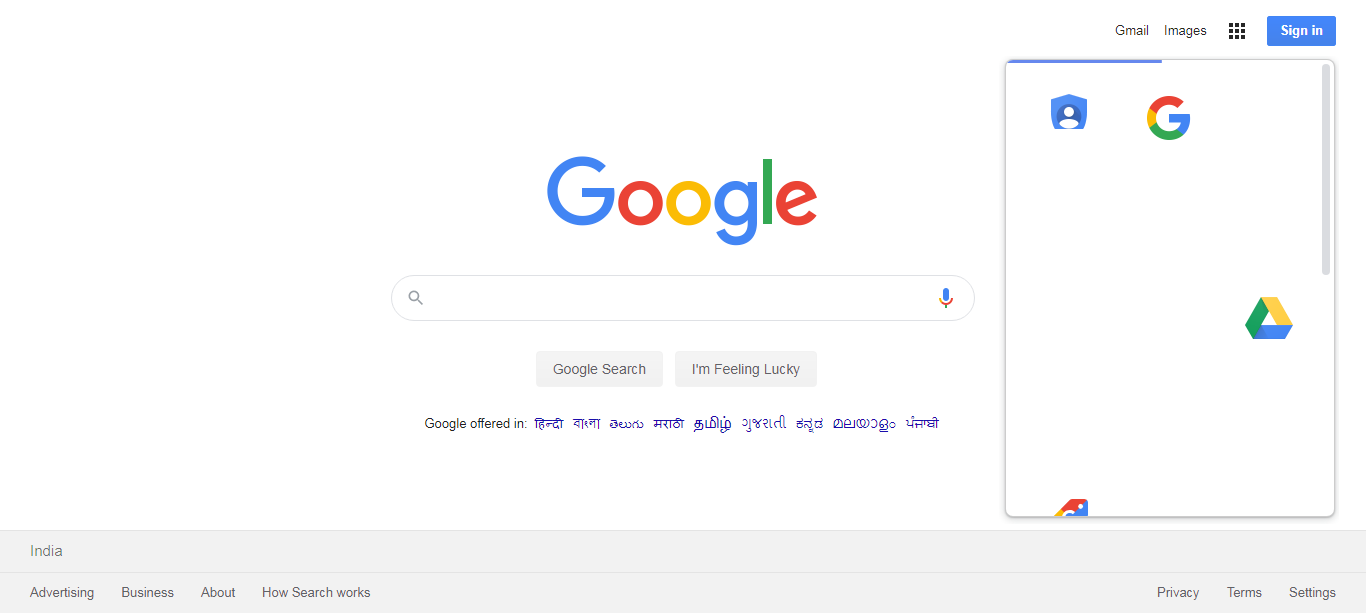 Gmail Images Sign in
Google
Google Search I'm Feeling Lucky
Google offered in: हिन्दी বাংলা తెలుగు मराठी தமிழ் ગુજરાતી ಕನ್ನಡ മലയാളം ਪੰਜਾਬੀ
India
Advertising Business About How Search works Privacy Terms Settings